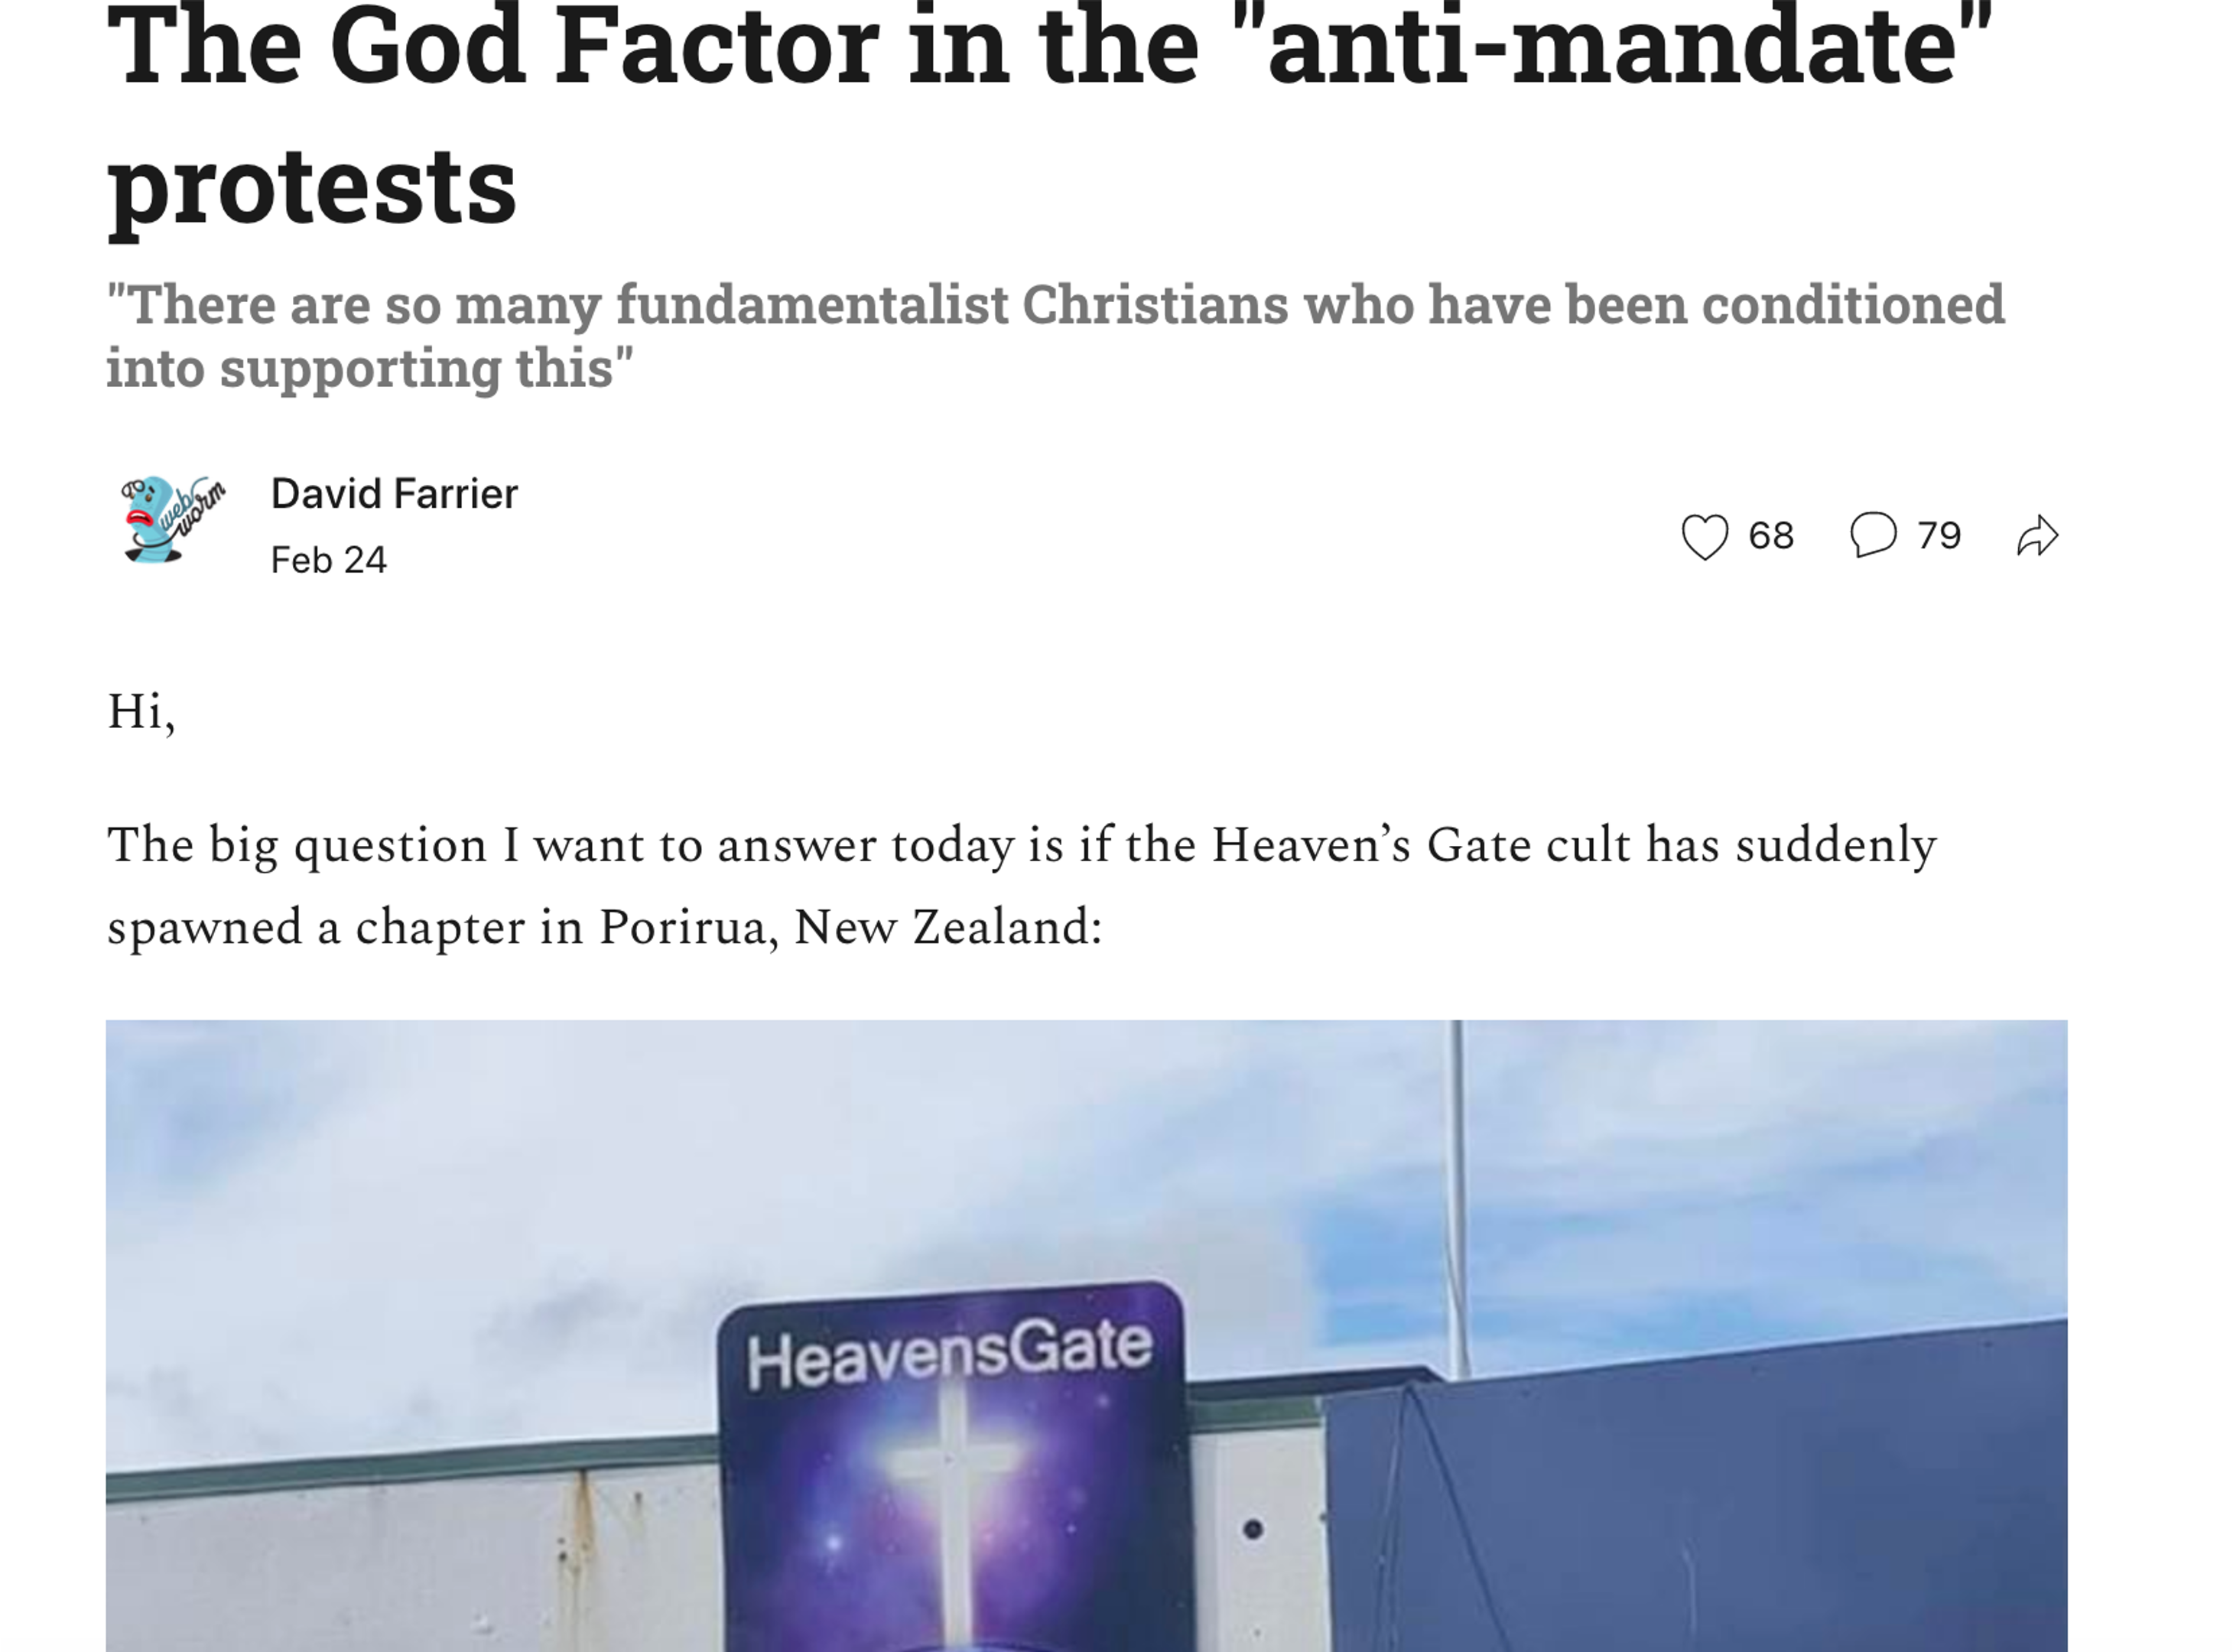 The God Factor in the "anti-mandate"
protests
"There are so many fundamentalist Christians who have been conditioned
into supporting this"
web worm
David Farrier
Feb 24
68 79
Hi,
The big question I want to answer today is if the Heaven’s Gate cult has suddenly
spawned a chapter in Porirua, New Zealand:
HeavensGate